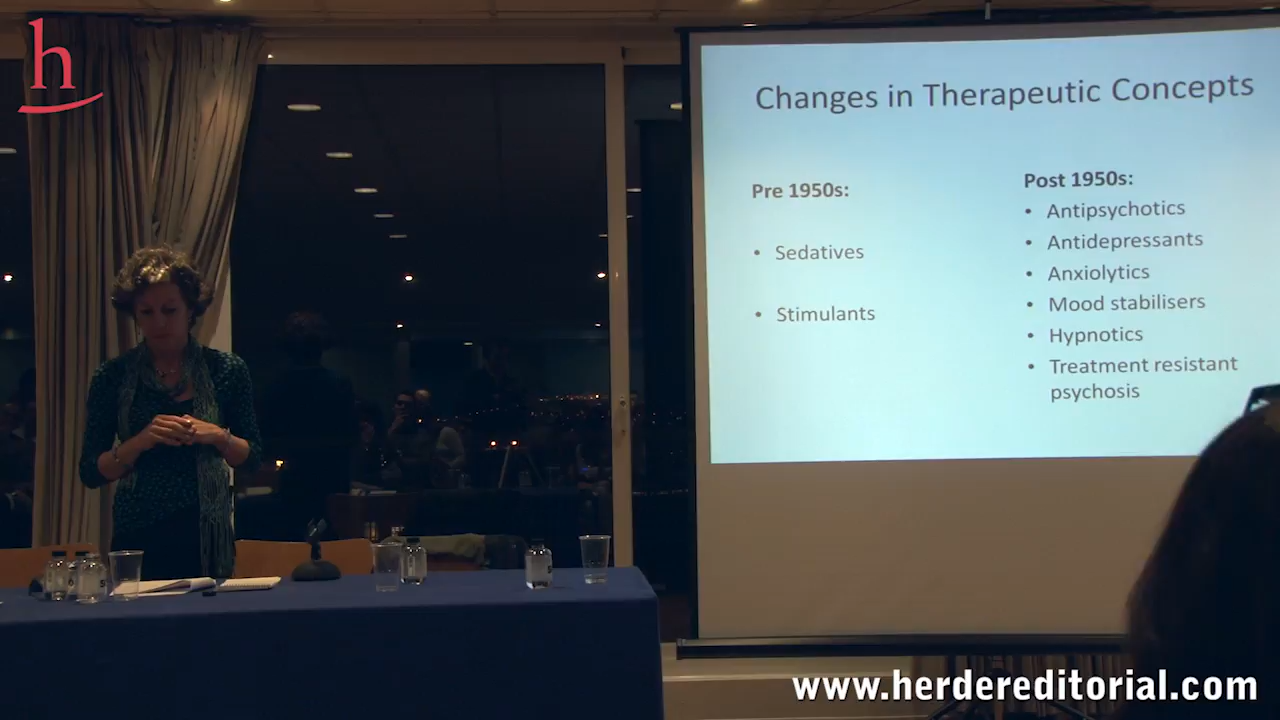 h
Changes in Therapeutic Concepts
Pre 1950s:
• Sedatives
• Stimulants
Post 1950s:
• Antipsychotics
• Antidepressants
• Anxiolytics
• Mood stabilisers
• Hypnotics
• Treatment resistant
psychosis
www.herdereditorial.com